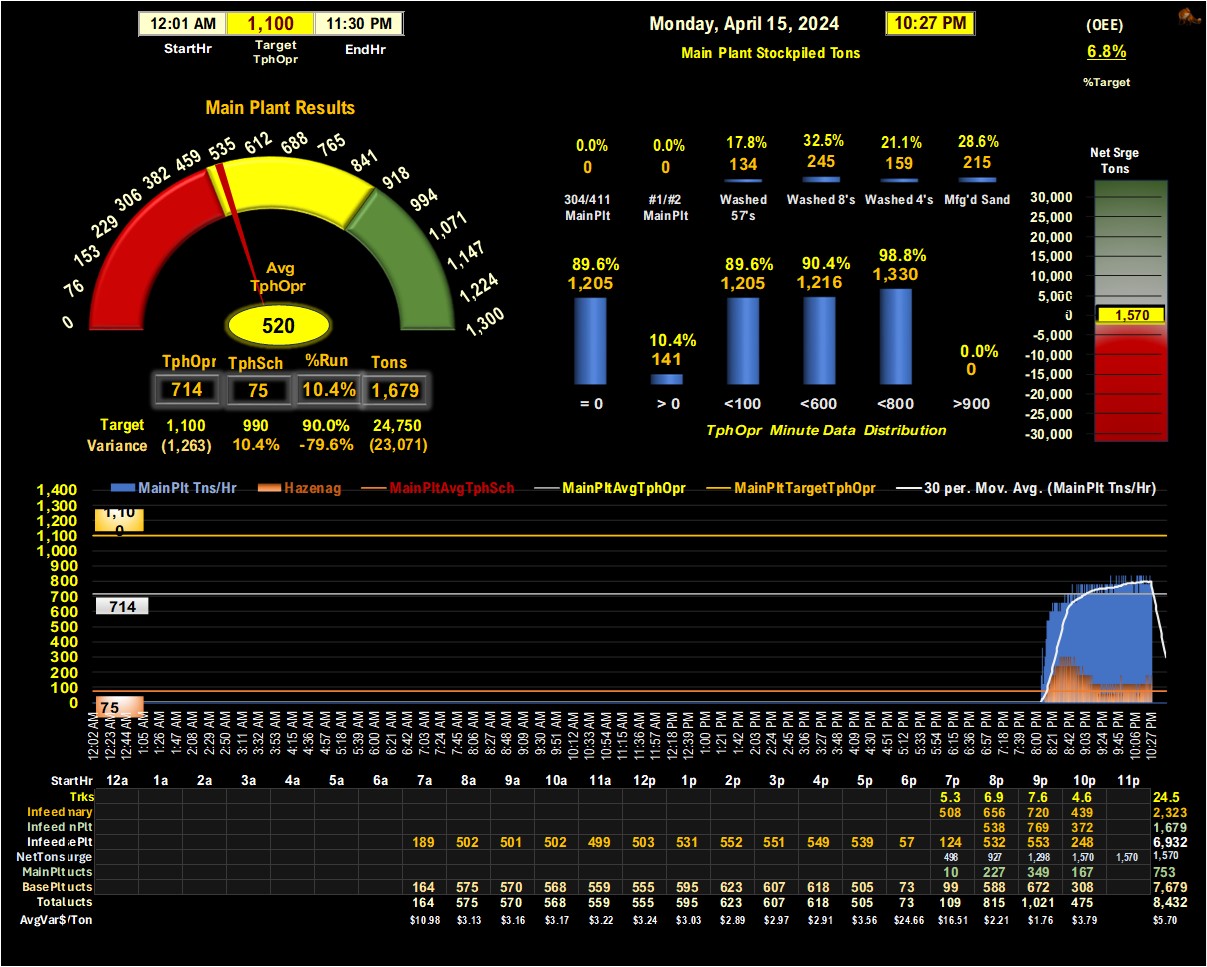 12:01 AM 1,100 11:30 PM
StartHr Target TphOpr EndHr
Monday, April 15, 2024 10:27 PM
Main Plant Stockpiled Tons
(OEE)
6.8%
%Target
Main Plant Results
0 76 153 229 306 382 459 535 612 688 765 841 918 994 1,071 1,147 1,224 1,300
Avg
TphOpr
520
TphOpr TphSch %Run Tons
714 75 10.4% 1,679
Target 1,100 990 90.0% 24,750
Variance (1,263) 10.4% -79.6% (23,071)
0.0% 0.0% 17.8% 32.5% 21.1% 28.6%
0 0 134 245 159 215
304/411 MainPlt #1/#2 MainPlt Washed 57's Washed 8's Washed 4's Mfg'd Sand
89.6% 10.4% 89.6% 90.4% 98.8% 0.0%
1,205 141 1,205 1,216 1,330 0
= 0 > 0 <100 <600 <800 >900
TphOpr Minute Data Distribution
Net Srge
Tons
30,000
25,000
20,000
15,000
10,000
5,000
0
1,570
-5,000
-10,000
-15,000
-20,000
-25,000
-30,000
MainPlt Tns/Hr Hazenag MainPltAvgTphSch MainPltAvgTphOpr MainPltTargetTphOpr 30 per. Mov. Avg. (MainPlt Tns/Hr)
1,400
1,300
1,200
1,100
1,000
900
800
700
600
500
400
300
200
100
0
1,100
714
75
12:02 AM 12:23 AM 12:44 AM 1:05 AM 1:26 AM 1:47 AM 2:08 AM 2:29 AM 2:50 AM 3:11 AM 3:32 AM 3:53 AM 4:15 AM 4:36 AM 4:57 AM 5:18 AM 5:39 AM 6:00 AM 6:21 AM 6:42 AM 7:03 AM 7:24 AM 7:45 AM 8:06 AM 8:27 AM 8:48 AM 9:09 AM 9:30 AM 9:51 AM 10:12 AM 10:33 AM 10:54 AM 11:15 AM 11:36 AM 11:57 AM 12:18 PM 12:39 PM 1:00 PM 1:21 PM 1:42 PM 2:03 PM 2:24 PM 2:45 PM 3:06 PM 3:27 PM 3:48 PM 4:09 PM 4:30 PM 4:51 PM 5:12 PM 5:33 PM 5:54 PM 6:15 PM 6:36 PM 6:57 PM 7:18 PM 7:39 PM 8:00 PM 8:21 PM 8:42 PM 9:03 PM 9:24 PM 9:45 PM 10:06 PM 10:27 PM
StartHr 12a 1a 2a 3a 4a 5a 6a 7a 8a 9a 10a 11a 12p 1p 2p 3p 4p 5p 6p 7p 8p 9p 10p 11p
Trks 5.3 6.9 7.6 4.6 24.5
Infeed mary 508 656 720 439 2,323
Infeed nPlt 538 769 372 1,679
Infeed ePlt 189 502 501 502 499 503 531 552 551 549 539 57 124 532 553 248 6,932
NetTons urge 498 927 1,298 1,570 1,570 1,570
MainPlt ucts 10 227 349 167 753
BasePlt ucts 164 575 570 568 559 555 595 623 607 618 505 73 99 588 672 308 7,679
Total ucts 164 575 570 568 559 555 595 623 607 618 505 73 109 815 1,021 475 8,432
AvgVar$/Ton $10.98 $3.13 $3.16 $3.17 $3.22 $3.24 $3.03 $2.89 $2.97 $2.91 $3.56 $24.66 $16.51 $2.21 $1.76 $3.79 $5.70